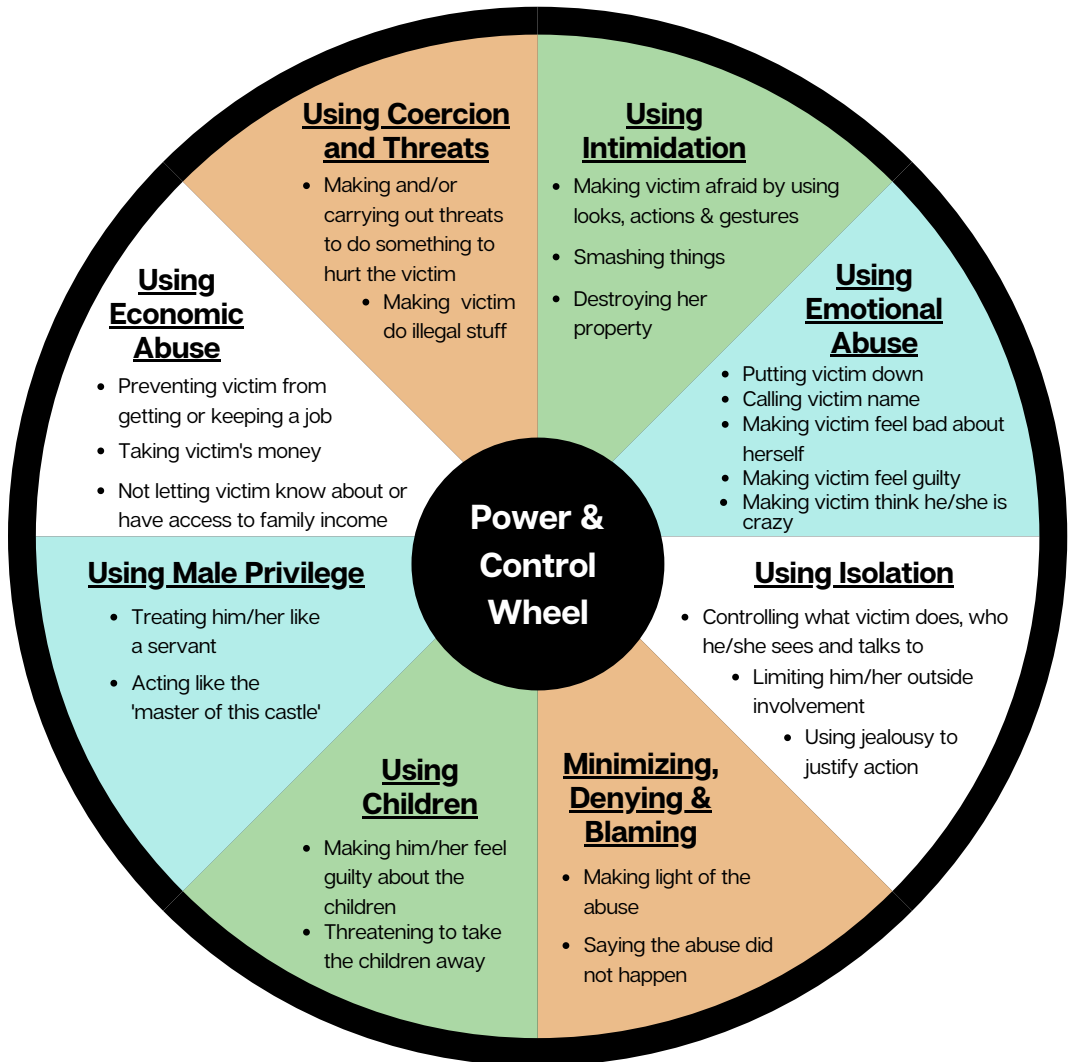 Using Coercion
and Threats
• Making and/or
carrying out threats
to do something to
hurt the victim
• Making victim
do illegal stuff
Using
Intimidation
• Making victim afraid by using
looks, actions & gestures
• Smashing things
• Destroying her
property
Using
Emotional
Abuse
• Putting victim down
• Calling victim name
• Making victim feel bad about
herself
• Making victim feel guilty
• Making victim think he/she is
crazy
Using Isolation
• Controlling what victim does, who
he/she sees and talks to
• Limiting him/her outside
involvement
• Using jealousy to
justify action
Minimizing,
Denying &
Blaming
• Making light of the
abuse
• Saying the abuse did
not happen
Using
Children
• Making him/her feel
guilty about the
children
• Threatening to take
the children away
Using Male Privilege
• Treating him/her like
a servant
• Acting like the
'master of this castle'
Using
Economic
Abuse
• Preventing victim from
getting or keeping a job
• Taking victim's money
• Not letting victim know about or
have access to family income
Power &
Control
Wheel